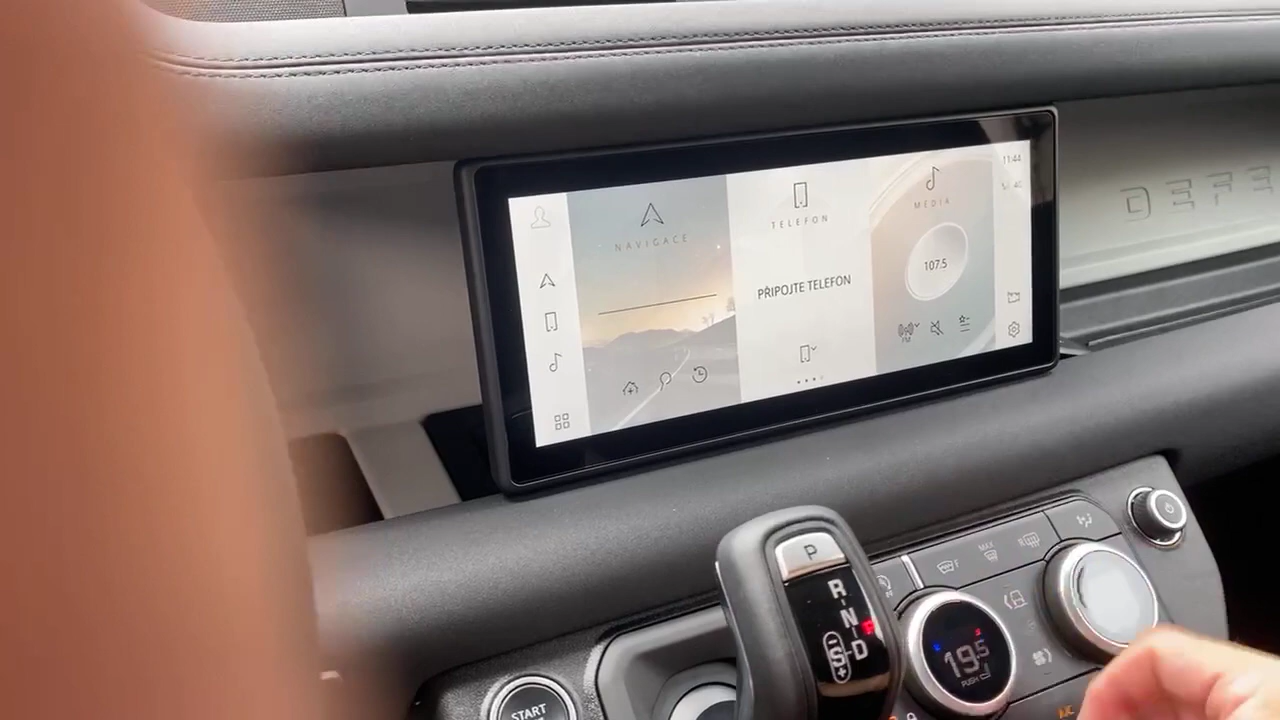 11:44
NAVIGACE
TELEFON
MEDIA
PŘIPOJTE TELEFON
107.5
FM
DEFE
P
R
N
D
S
MAX
F
R
19.5
PUSH
A/C
START